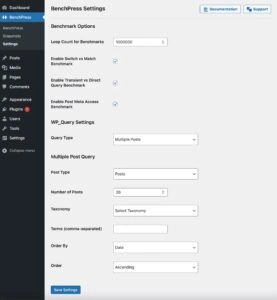 Dashboard
BenchPress
BenchPress
Snapshots
Settings
Posts
Media
Pages
Comments
Appearance
Plugins
Users
Tools
Settings
Collapse menu
BenchPress Settings
Documentation
Support
Benchmark Options
Loop Count for Benchmarks
1000000
Enable Switch vs Match
Benchmark
Enable Transient vs Direct
Query Benchmark
Enable Post Meta Access
Benchmark
WP_Query Settings
Query Type
Multiple Posts
Multiple Post Query
Post Type
Posts
Number of Posts
36
Taxonomy
Select Taxonomy
Terms (comma-separated)
Order By
Date
Order
Ascending
Save Settings